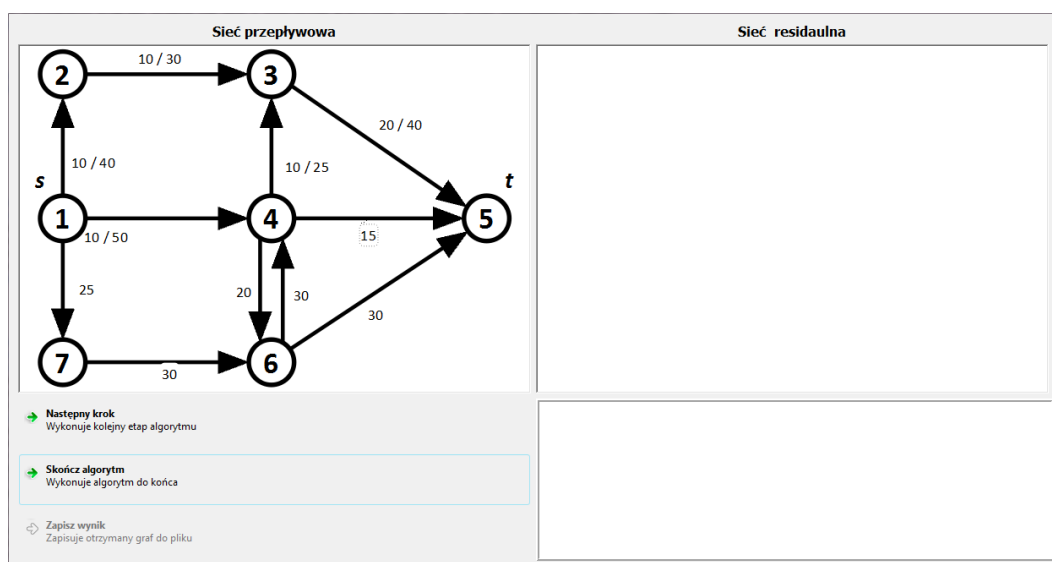 Sieć przepływowa
Sieć residaulna
10 / 30
2
3
20 / 40
10 / 40
10 / 25
s
t
1
4
5
10 / 50
15
25
20
30
30
7
6
30
Następny krok
Wykonuje kolejny etap algorytmu
Skończ algorytm
Wykonuje algorytm do końca
Zapisz wynik
Zapisuje otrzymany graf do pliku